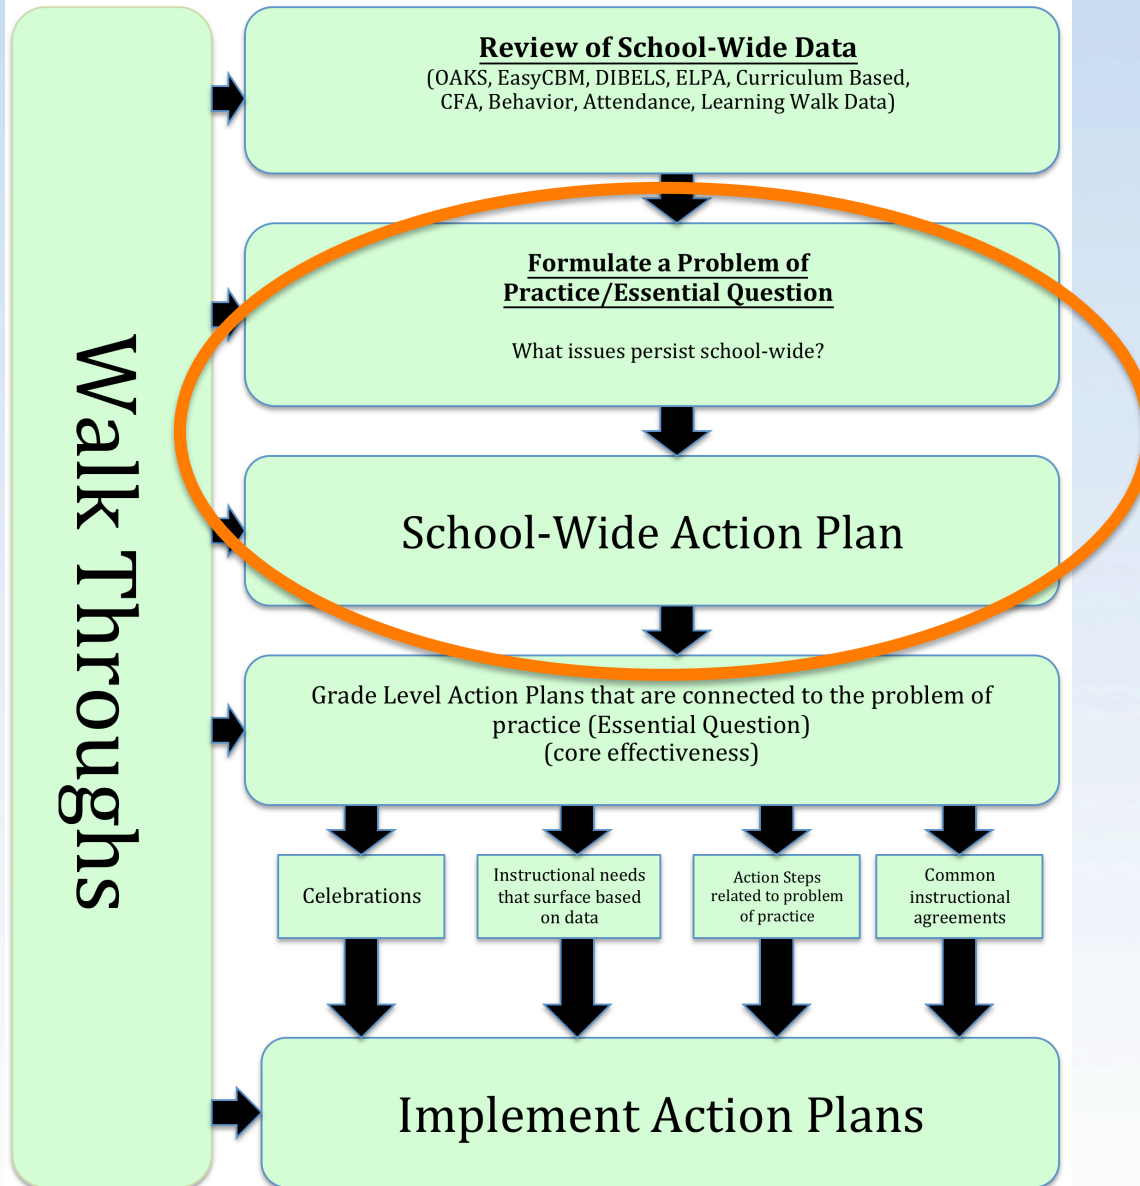 Walk Throughs
Review of School-Wide Data
(OAKS, EasyCBM, DIBELS, ELPA, Curriculum Based,
CFA, Behavior, Attendance, Learning Walk Data)
Formulate a Problem of
Practice/Essential Question
What issues persist school-wide?
School-Wide Action Plan
Grade Level Action Plans that are connected to the problem of
practice (Essential Question)
(core effectiveness)
Celebrations
Instructional needs
that surface based
on data
Action Steps
related to problem
of practice
Common
instructional
agreements
Implement Action Plans